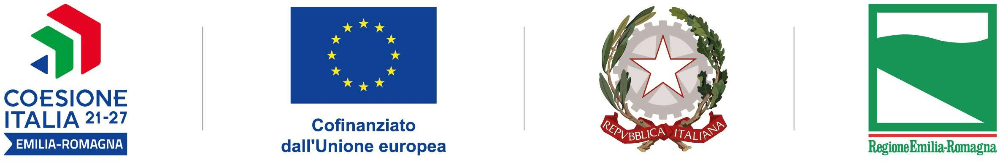 COESIONE
ITALIA 21-27
EMILIA-ROMAGNA
Cofinanziato
dall'Unione europea
REPVBBLICA ITALIANA
RegioneEmilia-Romagna